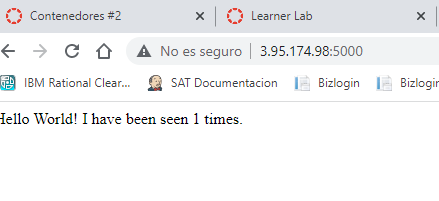 Contenedores #2
Learner Lab
No es seguro
3.95.174.98:5000
IBM Rational Clear...
SAT Documentacion
Bizlogin
Bizlogin
Hello World! I have been seen 1 times.